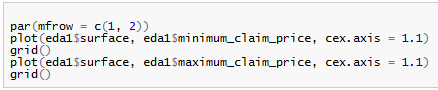 par(mfrow = c(1, 2))
plot(eda1$surface, eda1$minimum_claim_price, cex.axis = 1.1)
grid()
plot(eda1$surface, eda1$maximum_claim_price, cex.axis = 1.1)
grid()